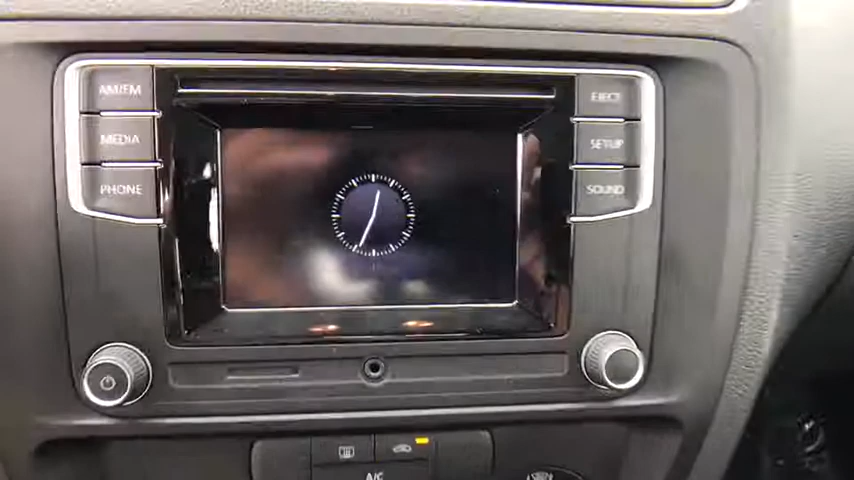 AM/FM
MEDIA
PHONE
EJECT
SETUP
SOUND
A/C